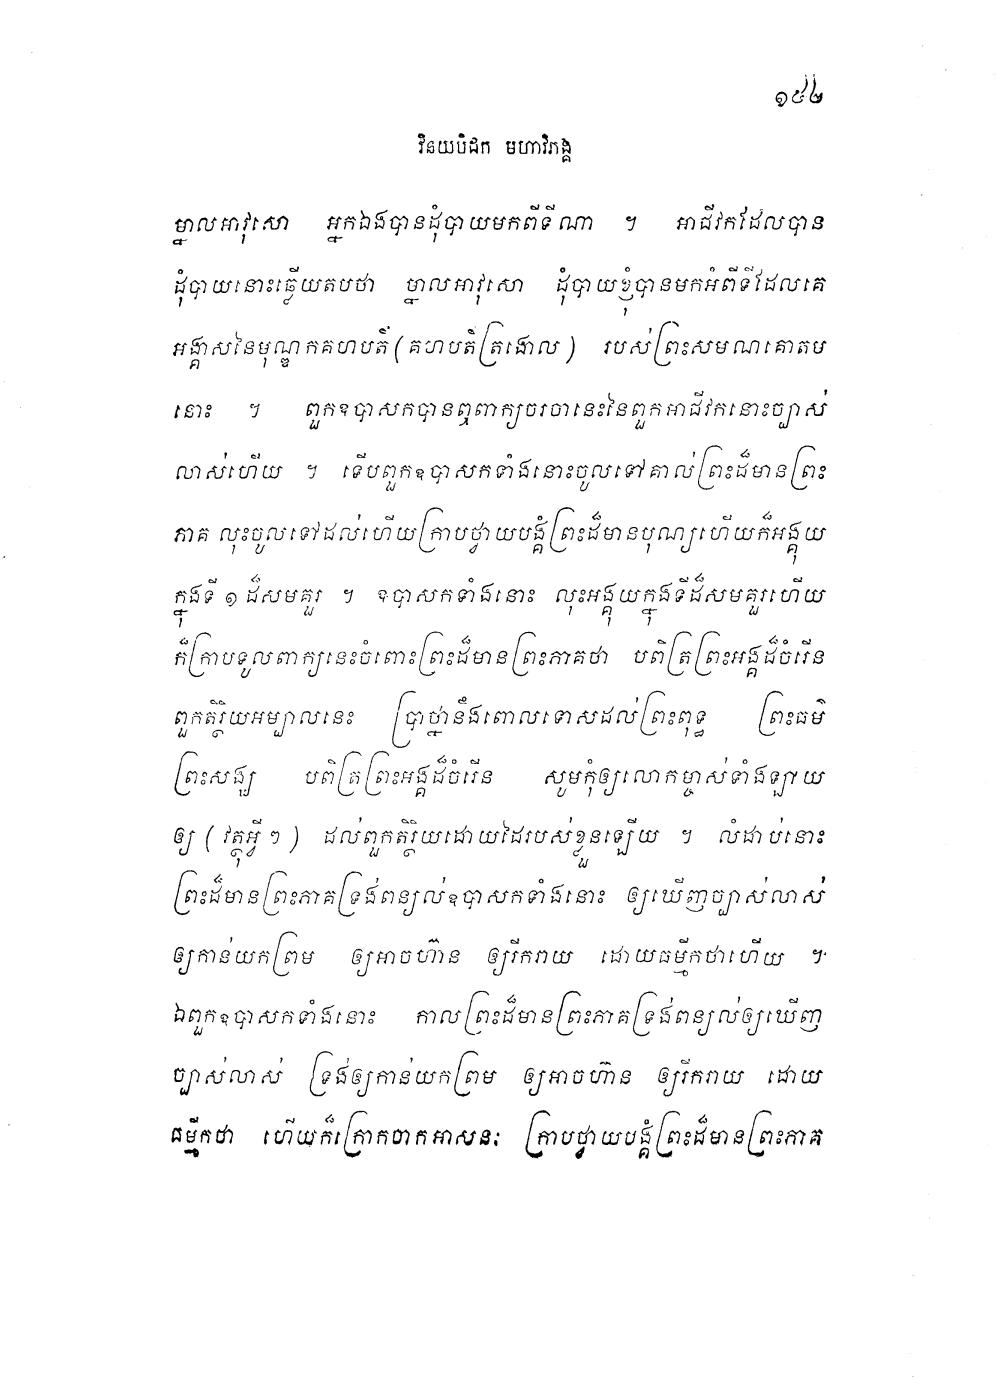 ១៥៤
វិនយបិដក មហាវិភង្គ
ម្នាលអាវុសោ អ្នកឯងបានដុំបាយមកពីទីណា ។ អាជីវកដែលបាន
ដុំបាយនោះឆ្លើយតបថា ម្នាលអាវុសោ ដុំបាយខ្ញុំបានមកអំពីទីដែលគេ
អង្គាសនៃមុណ្ឌកគហបតិ៍ (គហបតិត្រងោល) របស់ព្រះសមណគោតម
នោះ ។ ពួកឧបាសកបានឮពាក្យចរចានេះនៃពួកអាជីវកនោះច្បាស់
លាស់ហើយ ។ ទើបពួកឧបាសកទាំងនោះចូលទៅគាល់ព្រះដ៏មានព្រះ
ភាគ លុះចូលទៅដល់ហើយក្រាបថ្វាយបង្គំព្រះដ៏មានបុណ្យហើយក៏អង្គុយ
ក្នុងទី ១ ដ៏សមគួរ ។ ឧបាសកទាំងនោះ លុះអង្គុយក្នុងទីដ៏សមគួរហើយ
ក៏ក្រាបទូលពាក្យនេះចំពោះព្រះដ៏មានព្រះភាគថា បពិត្រព្រះអង្គដ៏ចំរើន
ពួកតិរ្ថិយអម្បាលនេះ ប្រាថ្នានឹងពោលទោសដល់ព្រះពុទ្ធ ព្រះធម៌
ព្រះសង្ឃ បពិត្រព្រះអង្គដ៏ចំរើន សូមកុំឲ្យលោកម្ចាស់ទាំងឡាយ
ឲ្យ (វត្ថុអ្វីៗ) ដល់ពួកតិរ្ថិយដោយដៃរបស់ខ្លួនឡើយ ។ លំដាប់នោះ
ព្រះដ៏មានព្រះភាគទ្រង់ពន្យល់ឧបាសកទាំងនោះ ឲ្យឃើញច្បាស់លាស់
ឲ្យកាន់យកព្រម ឲ្យអាចហ៊ាន ឲ្យរីករាយ ដោយធម្មីកថាហើយ ។
ឯពួកឧបាសកទាំងនោះ កាលព្រះដ៏មានព្រះភាគទ្រង់ពន្យល់ឲ្យឃើញ
ច្បាស់លាស់ ទ្រង់ឲ្យកាន់យកព្រម ឲ្យអាចហ៊ាន ឲ្យរីករាយ ដោយ
ធម្មីកថា ហើយក៏ក្រោកចាកអាសនៈ ក្រាបថ្វាយបង្គំព្រះដ៏មានព្រះភាគ